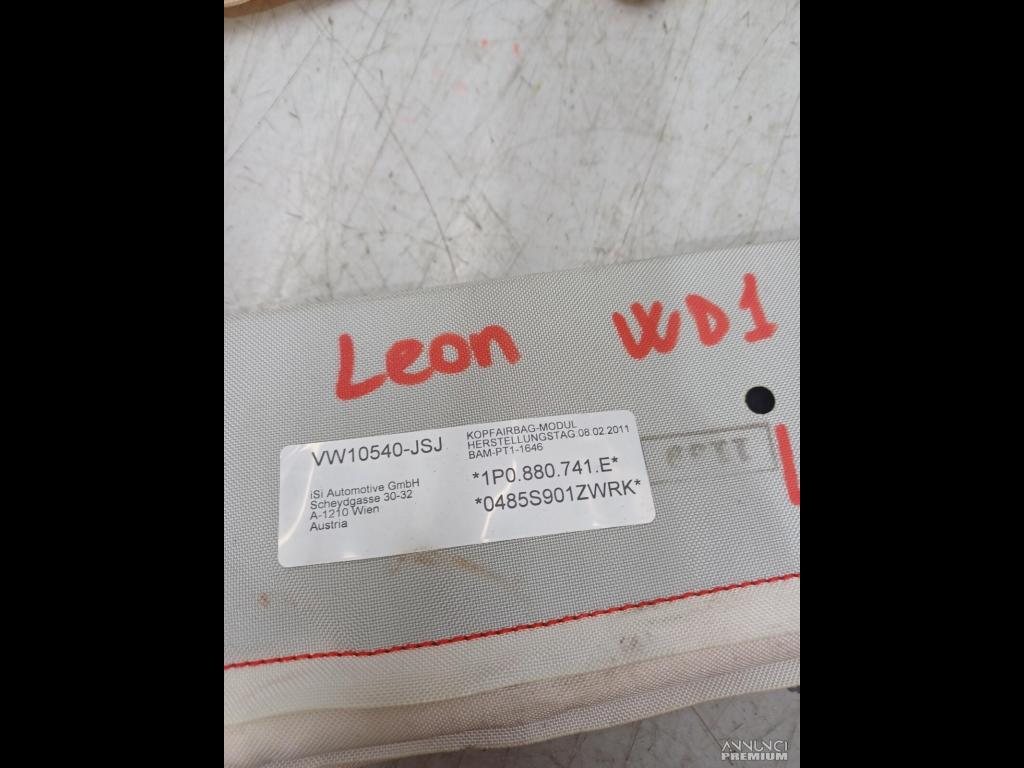 Leon WD1
VW10540-JSJ
KOPFAIRBAG-MODUL
HERSTELLUNGSTAG 08.02.2011
BAM-PT1-1646
iSi Automotive GmbH
Scheydgasse 30-32
A-1210 Wien
Austria
*1P0.880.741.E*
*0485S901ZWRK*
ANNUNCI
PREMIUM